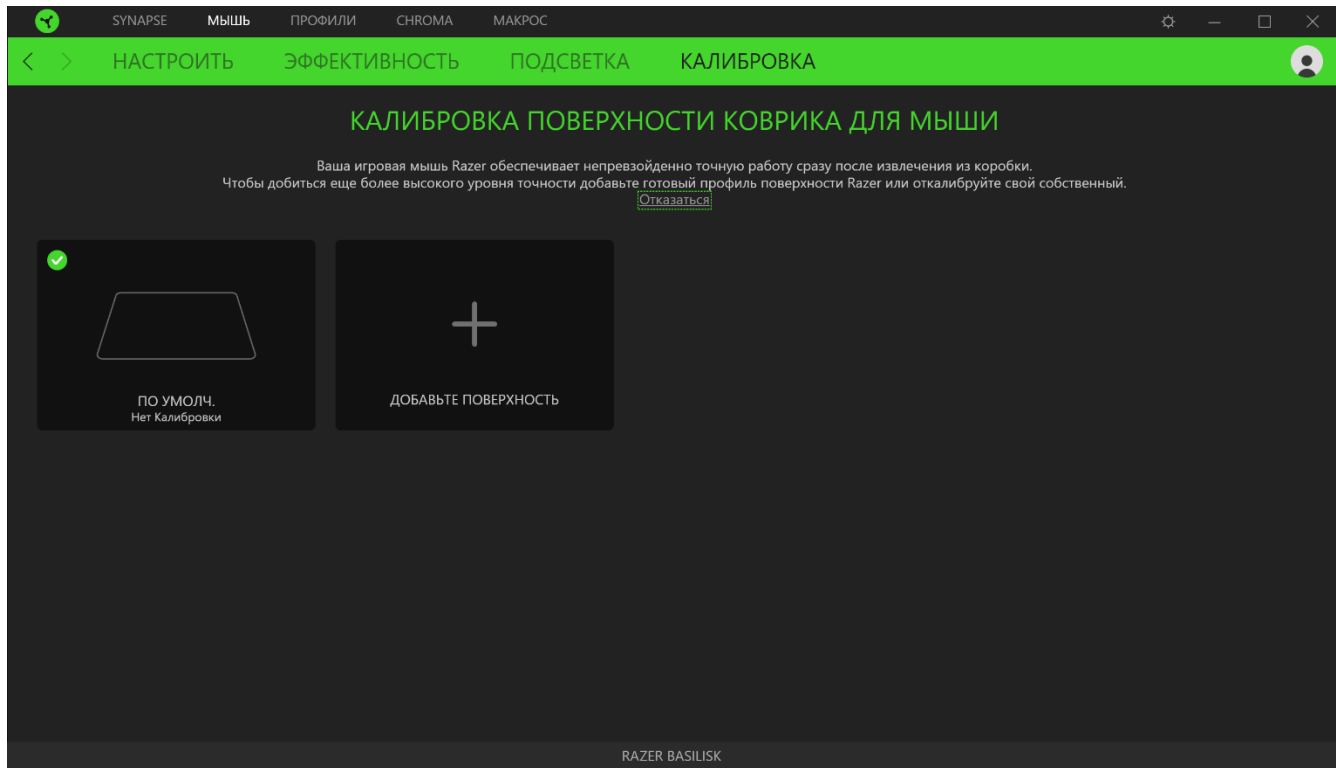 SYNAPSE МЫШЬ ПРОФИЛИ CHROMA МАКРОС
НАСТРОИТЬ ЭФФЕКТИВНОСТЬ ПОДСВЕТКА КАЛИБРОВКА
КАЛИБРОВКА ПОВЕРХНОСТИ КОВРИКА ДЛЯ МЫШИ
Ваша игровая мышь Razer обеспечивает непревзойденно точную работу сразу после извлечения из коробки.
Чтобы добиться еще более высокого уровня точности добавьте готовый профиль поверхности Razer или откалибруйте свой собственный.
Отказаться
ПО УМОЛЧ.
Нет Калибровки
ДОБАВЬТЕ ПОВЕРХНОСТЬ
RAZER BASILISK